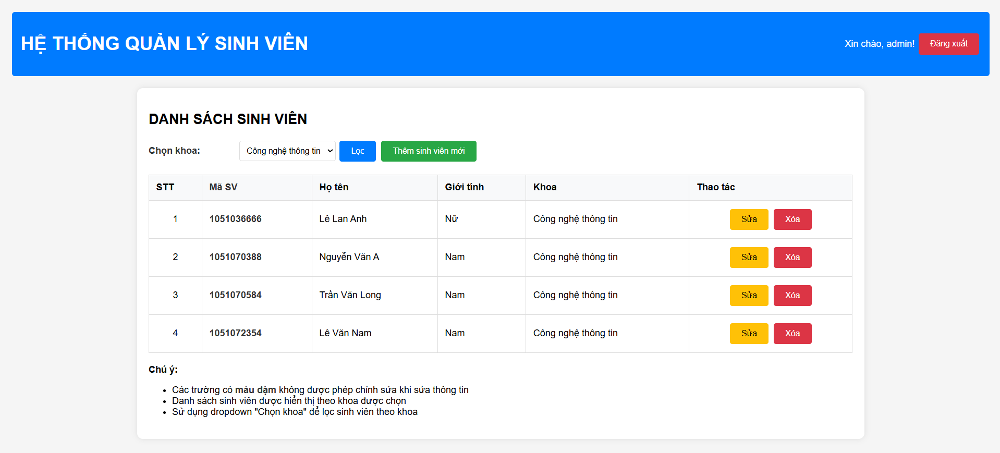 HỆ THỐNG QUẢN LÝ SINH VIÊN
Xin chào, admin! Đăng xuất
DANH SÁCH SINH VIÊN
Chọn khoa: Công nghệ thông tin Lọc Thêm sinh viên mới
STT Mã SV Họ tên Giới tính Khoa Thao tác
1 1051036666 Lê Lan Anh Nữ Công nghệ thông tin Sửa Xóa
2 1051070388 Nguyễn Văn A Nam Công nghệ thông tin Sửa Xóa
3 1051070584 Trần Văn Long Nam Công nghệ thông tin Sửa Xóa
4 1051072354 Lê Văn Nam Nam Công nghệ thông tin Sửa Xóa
Chú ý:
• Các trường có màu đậm không được phép chỉnh sửa khi sửa thông tin
• Danh sách sinh viên được hiển thị theo khoa được chọn
• Sử dụng dropdown "Chọn khoa" để lọc sinh viên theo khoa